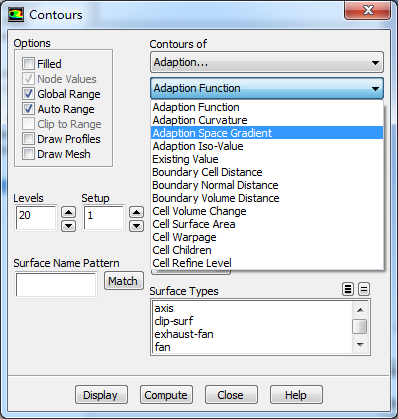 Contours
Options
Filled
Node Values
Global Range
Auto Range
Clip to Range
Draw Profiles
Draw Mesh
Contours of
Adaption...
Adaption Function
Adaption Function
Adaption Curvature
Adaption Space Gradient
Adaption Iso-Value
Existing Value
Boundary Cell Distance
Boundary Normal Distance
Boundary Volume Distance
Cell Volume Change
Cell Surface Area
Cell Warpage
Cell Children
Cell Refine Level
Levels Setup
20 1
Surface Name Pattern
Match
Surface Types
axis
clip-surf
exhaust-fan
fan
Display Compute Close Help